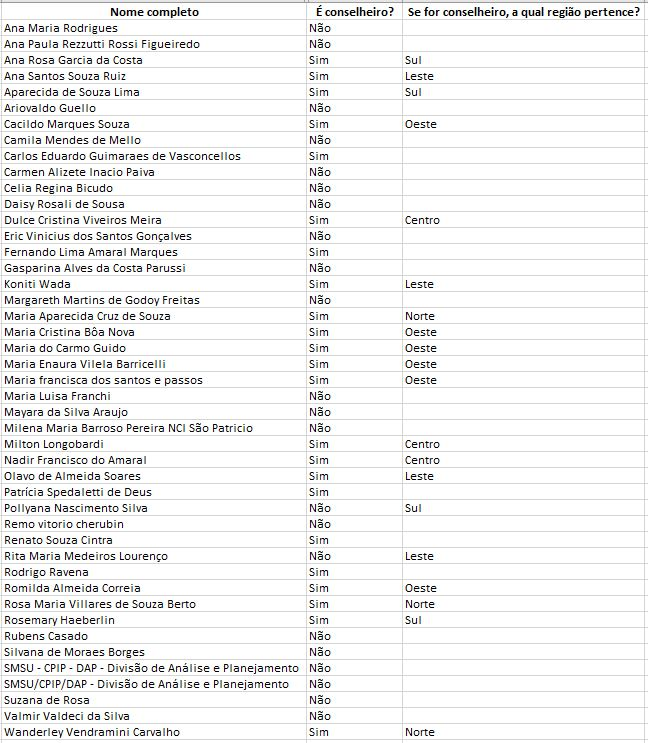 Nome completo É conselheiro? Se for conselheiro, a qual região pertence?
Ana Maria Rodrigues Não
Ana Paula Rezzutti Rossi Figueiredo Não
Ana Rosa Garcia da Costa Sim Sul
Ana Santos Souza Ruiz Sim Leste
Aparecida de Souza Lima Sim Sul
Ariovaldo Guello Não
Cacildo Marques Souza Sim Oeste
Camila Mendes de Mello Não
Carlos Eduardo Guimaraes de Vasconcellos Sim
Carmen Alizete Inacio Paiva Não
Celia Regina Bicudo Não
Daisy Rosali de Sousa Não
Dulce Cristina Viveiros Meira Sim Centro
Eric Vinicius dos Santos Gonçalves Não
Fernando Lima Amaral Marques Sim
Gasparina Alves da Costa Parussi Não
Koniti Wada Sim Leste
Margareth Martins de Godoy Freitas Não
Maria Aparecida Cruz de Souza Sim Norte
Maria Cristina Bôa Nova Sim Oeste
Maria do Carmo Guido Sim Oeste
Maria Enaura Vilela Barricelli Sim Oeste
Maria francisca dos santos e passos Sim Oeste
Maria Luisa Franchi Não
Mayara da Silva Araujo Não
Milena Maria Barroso Pereira NCI São Patricio Não
Milton Longobardi Sim Centro
Nadir Francisco do Amaral Sim Centro
Olavo de Almeida Soares Sim Leste
Patrícia Spedaletti de Deus Sim
Pollyana Nascimento Silva Não Sul
Remo vitorio cherubin Não
Renato Souza Cintra Sim
Rita Maria Medeiros Lourenço Não Leste
Rodrigo Ravena Sim
Romilda Almeida Correia Sim Oeste
Rosa Maria Villares de Souza Berto Sim Norte
Rosemary Haeberlin Sim Sul
Rubens Casado Não
Silvana de Moraes Borges Não
SMSU - CPIP - DAP - Divisão de Análise e Planejamento Não
SMSU/CPIP/DAP - Divisão de Análise e Planejamento Não
Suzana de Rosa Não
Valmir Valdeci da Silva Não
Wanderley Vendramini Carvalho Sim Norte